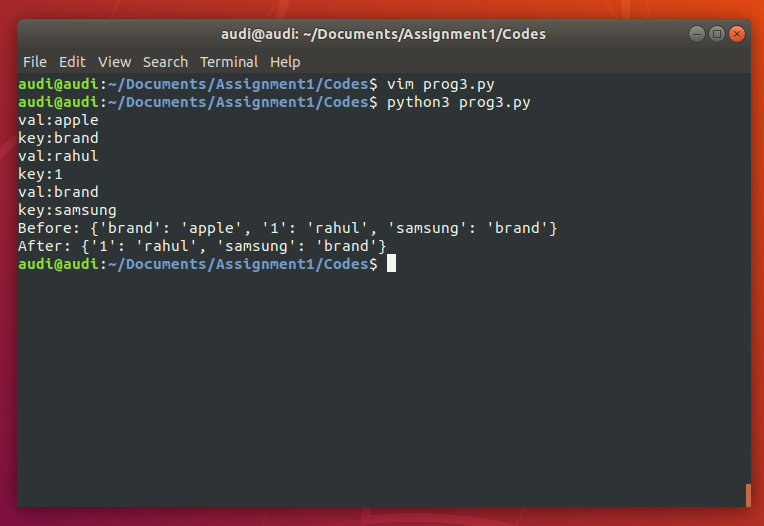 audi@audi: ~/Documents/Assignment1/Codes
File Edit View Search Terminal Help
audi@audi:~/Documents/Assignment1/Codes$ vim prog3.py
audi@audi:~/Documents/Assignment1/Codes$ python3 prog3.py
val:apple
key:brand
val:rahul
key:1
val:brand
key:samsung
Before: {'brand': 'apple', '1': 'rahul', 'samsung': 'brand'}
After: {'1': 'rahul', 'samsung': 'brand'}
audi@audi:~/Documents/Assignment1/Codes$